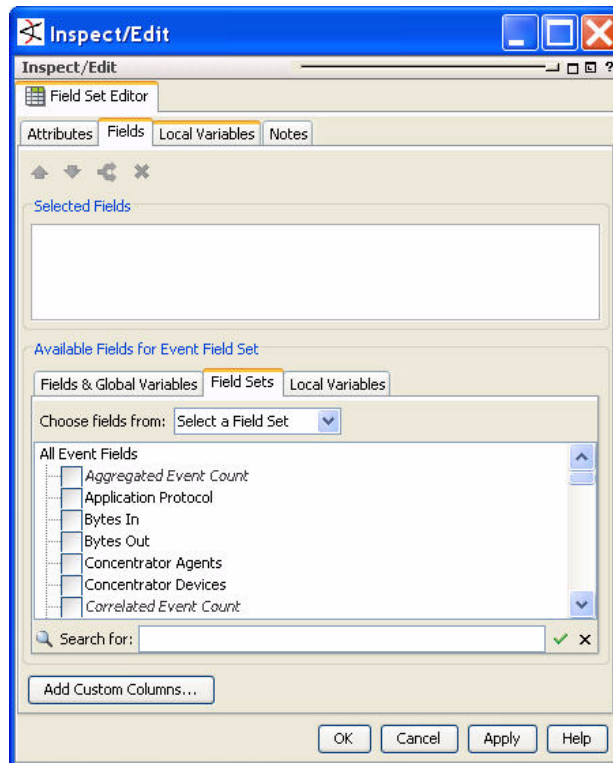 Inspect/Edit
Inspect/Edit ?
Field Set Editor
Attributes Fields Local Variables Notes
Selected Fields
Available Fields for Event Field Set
Fields & Global Variables Field Sets Local Variables
Choose fields from: Select a Field Set
All Event Fields
Aggregated Event Count
Application Protocol
Bytes In
Bytes Out
Concentrator Agents
Concentrator Devices
Correlated Event Count
Search for:
Add Custom Columns...
OK Cancel Apply Help